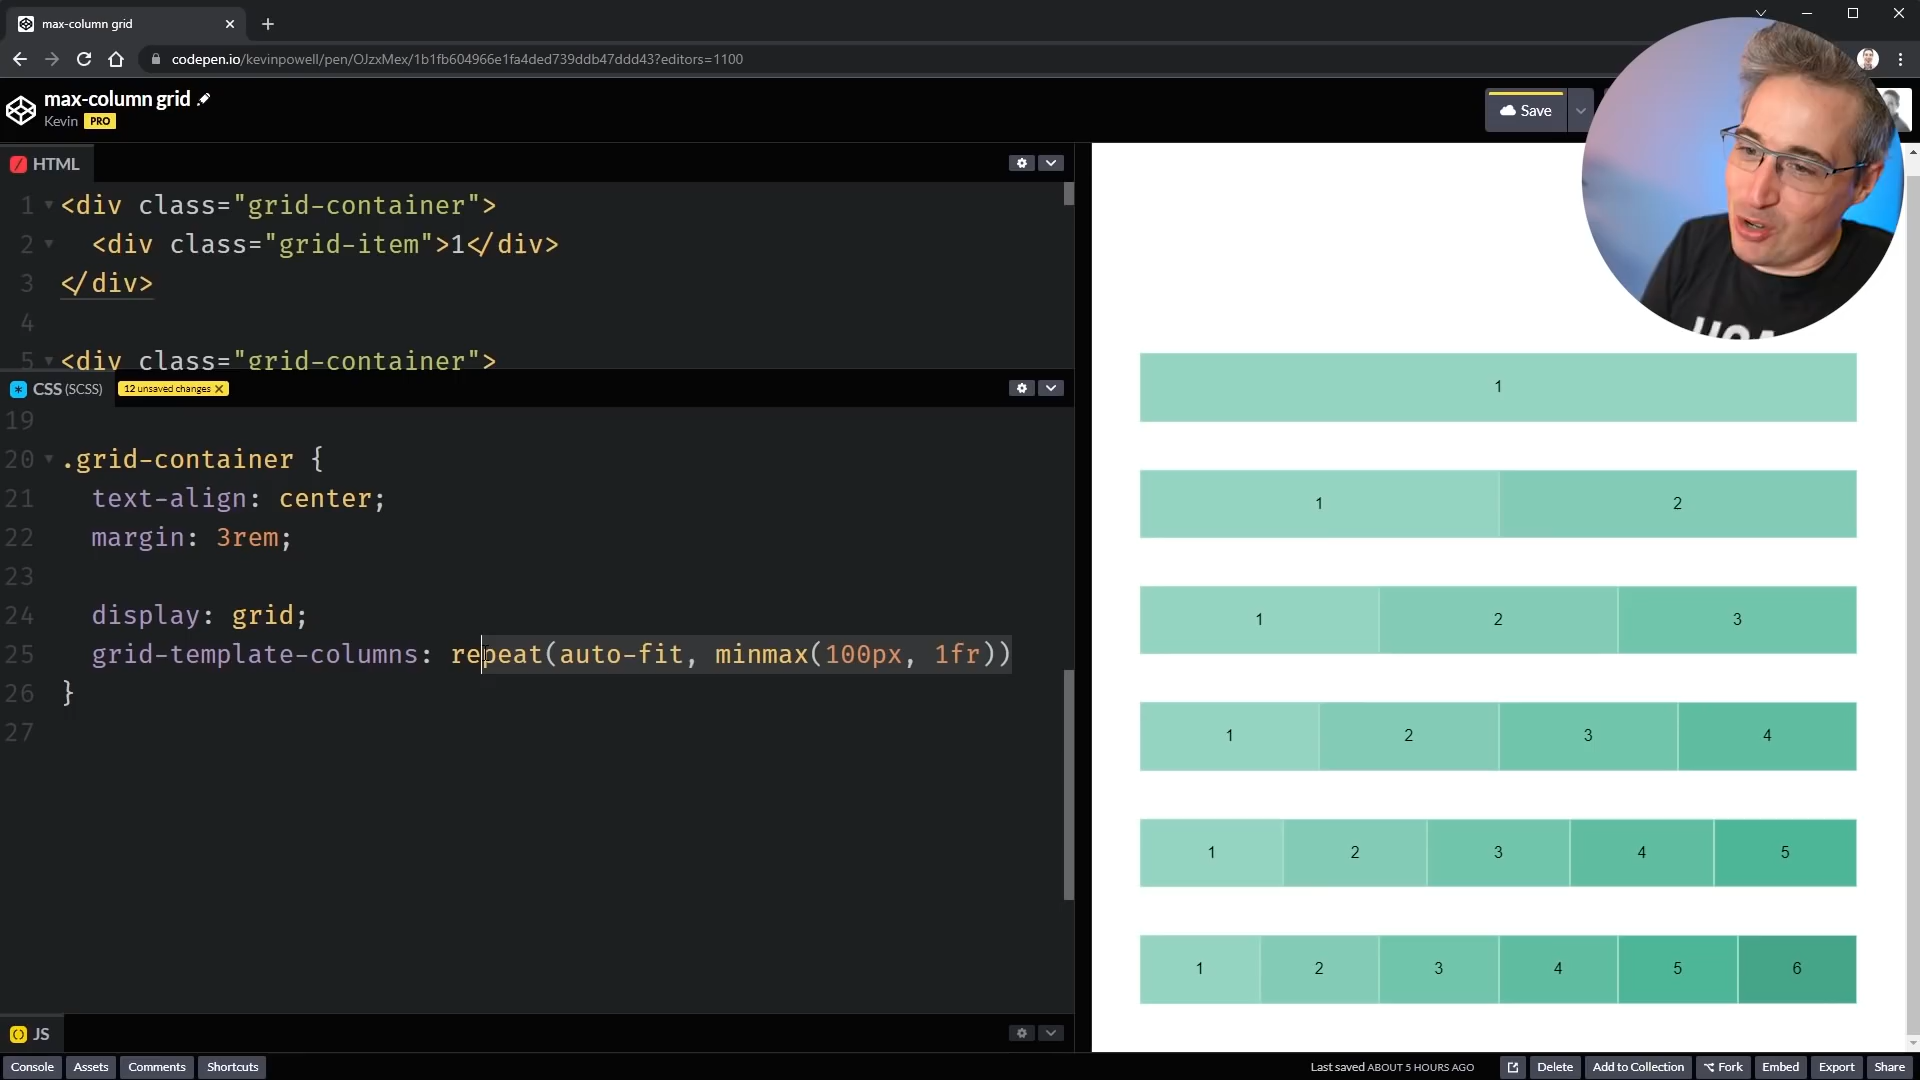 max-column grid
codepen.io/kevinpowell/pen/OJzxMex/1b1fb604966e1fa4ded739ddb47ddd43?editors=1100
max-column grid
Kevin PRO
Save
HTML
1 <div class="grid-container">
2 <div class="grid-item">1</div>
3 </div>
4
5 <div class="grid-container">
CSS (SCSS) 12 unsaved changes
19
20 .grid-container {
21 text-align: center;
22 margin: 3rem;
23
24 display: grid;
25 grid-template-columns: repeat(auto-fit, minmax(100px, 1fr))
26 }
27
JS
1
1 2
1 2 3
1 2 3 4
1 2 3 4 5
1 2 3 4 5 6
Console Assets Comments Shortcuts
Last saved ABOUT 5 HOURS AGO Delete Add to Collection Fork Embed Export Share